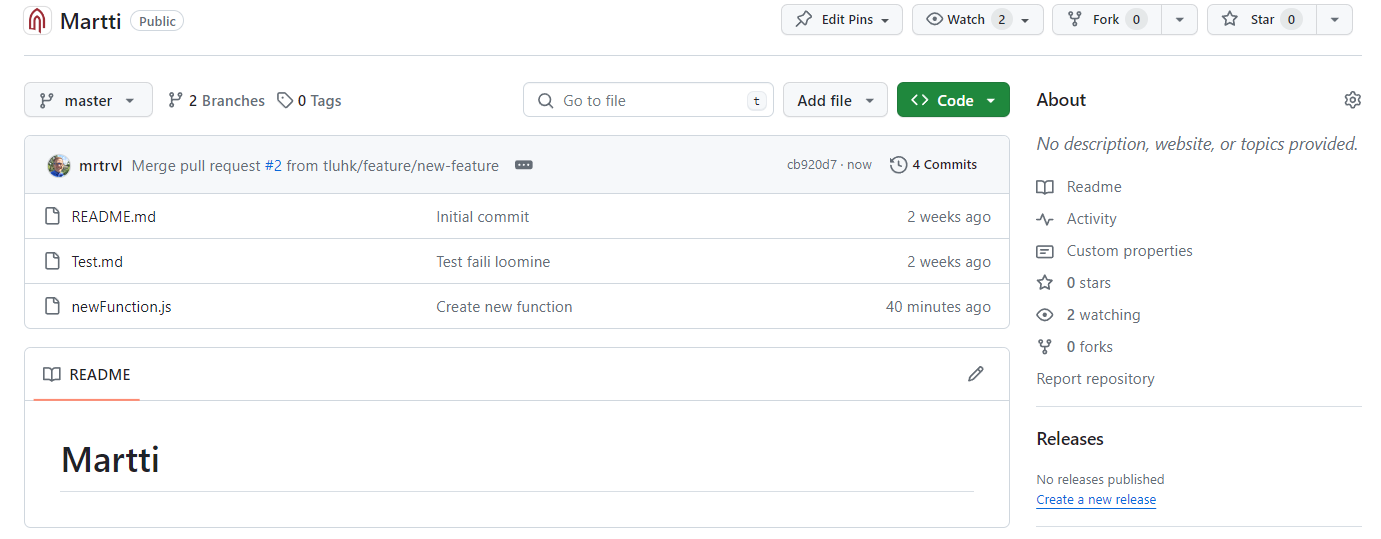 Martti Public Edit Pins Watch 2 Fork 0 Star 0
master 2 Branches 0 Tags Go to file t Add file Code
mrtrvl Merge pull request #2 from tluhk/feature/new-feature cb920d7 · now 4 Commits
README.md Initial commit 2 weeks ago
Test.md Test faili loomine 2 weeks ago
newFunction.js Create new function 40 minutes ago
README
Martti
About
No description, website, or topics provided.
Readme
Activity
Custom properties
0 stars
2 watching
0 forks
Report repository
Releases
No releases published
Create a new release